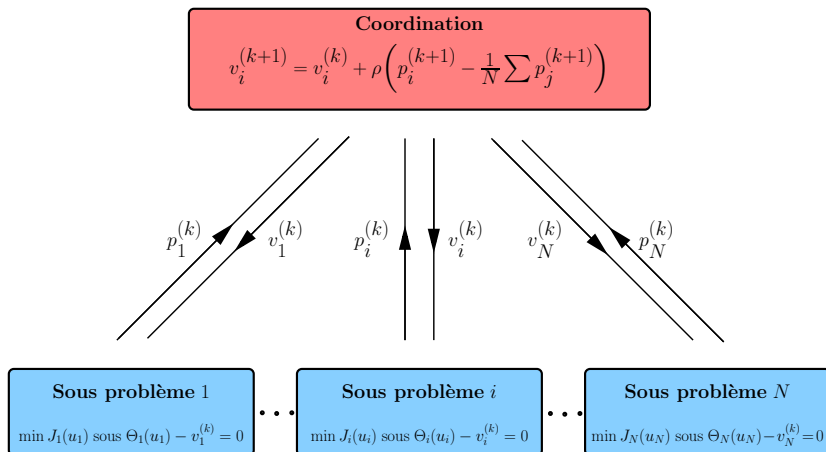 Coordination
v_i^{(k+1)} = v_i^{(k)} + ρ( p_i^{(k+1)} − \frac{1}{N} ∑ p_j^{(k+1)} )
p_1^{(k)} v_1^{(k)} p_i^{(k)} v_i^{(k)} v_N^{(k)} p_N^{(k)}
Sous problème 1
min J_1(u_1) sous Θ_1(u_1) − v_1^{(k)} = 0
...
Sous problème i
min J_i(u_i) sous Θ_i(u_i) − v_i^{(k)} = 0
...
Sous problème N
min J_N(u_N) sous Θ_N(u_N) − v_N^{(k)} = 0